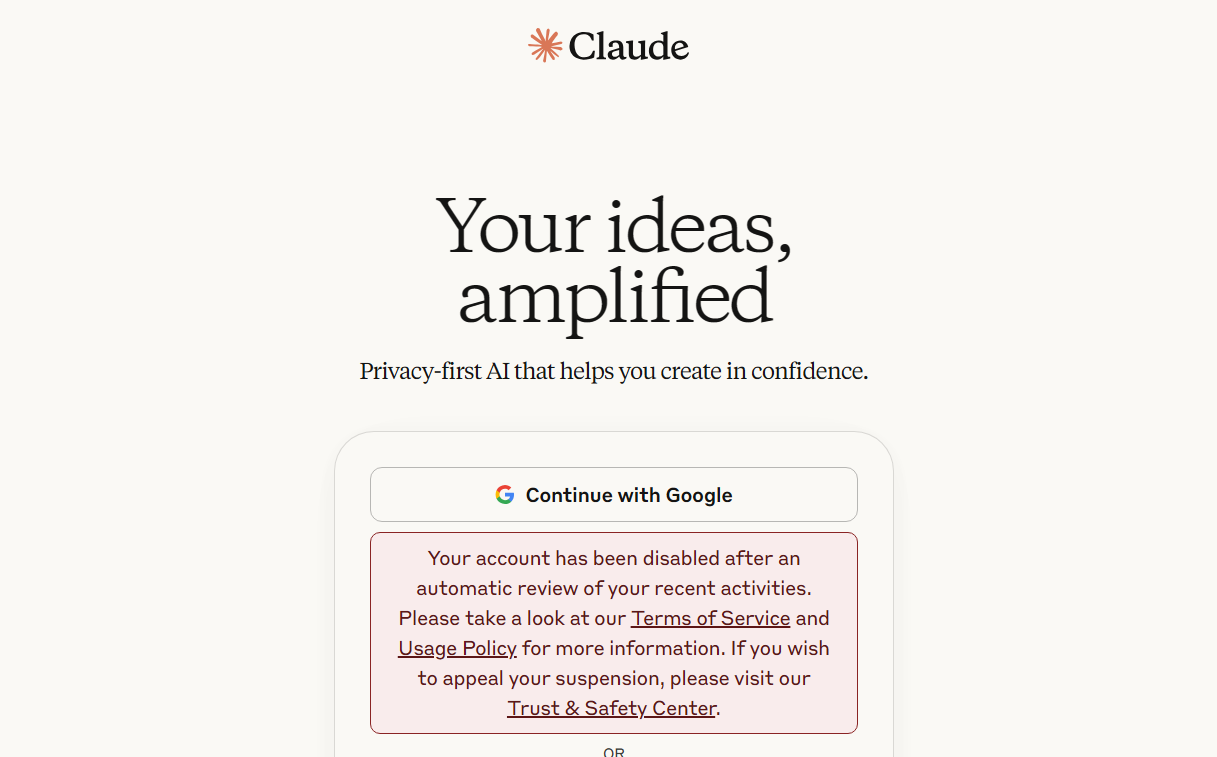 Claude
Your ideas,
amplified
Privacy-first AI that helps you create in confidence.
Continue with Google
Your account has been disabled after an
automatic review of your recent activities.
Please take a look at our Terms of Service and
Usage Policy for more information. If you wish
to appeal your suspension, please visit our
Trust & Safety Center.
OR